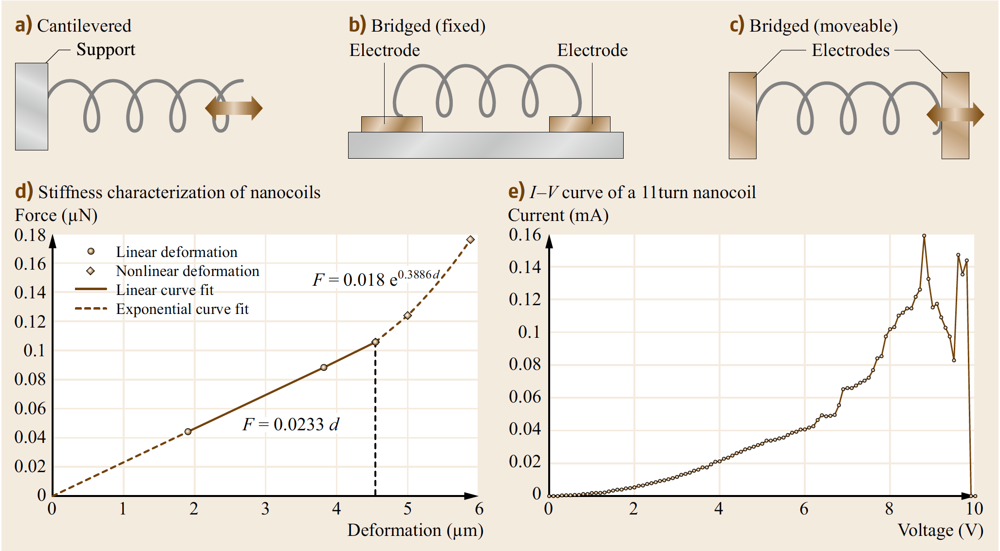 a) Cantilevered
Support
b) Bridged (fixed)
Electrode
Electrode
c) Bridged (moveable)
Electrodes
d) Stiffness characterization of nanocoils
Force (µN)
0.18
0.16
0.14
0.12
0.1
0.08
0.06
0.04
0.02
0
Linear deformation
Nonlinear deformation
Linear curve fit
Exponential curve fit
F = 0.018 e^0.3886d
F = 0.0233 d
0 1 2 3 4 5 6
Deformation (µm)
e) I–V curve of a 11turn nanocoil
Current (mA)
0.16
0.14
0.12
0.1
0.08
0.06
0.04
0.02
0
0 2 4 6 8 10
Voltage (V)